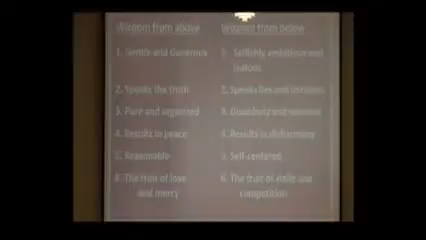 Wisdom from above
1. Gentle and Generous
2. Speaks the truth
3. Pure and
4. Results in peace
5. Reasonable
6. The fruit of love
and mercy
Wisdom from below
1. Selfishly ambitious and
2. Speaks lies and
3. Disorderly and
4. Results in disharmony
5. Self-centered
6. The fruit of strife and
competition